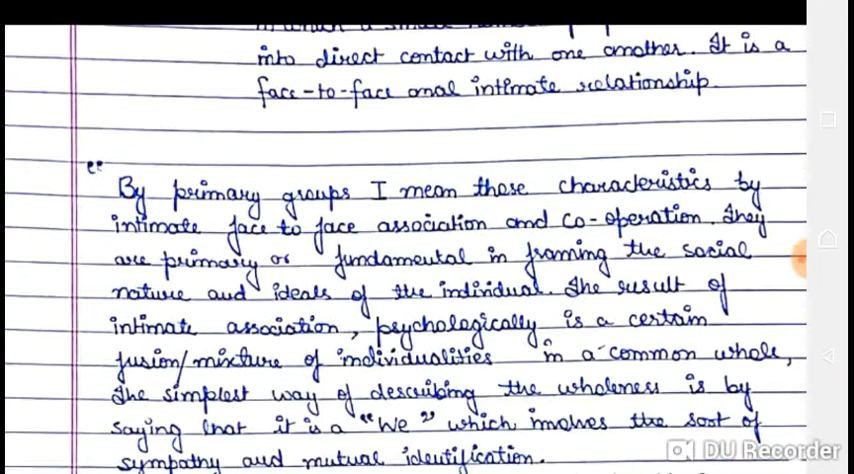 into direct contact with one another. It is a
face-to-face and intimate relationship.
"
By primary groups I mean those characteristics by
intimate face to face association and co-operation. They
are primary or fundamental in framing the social
nature and ideals of the individual. The result of
intimate association, psychologically is a certain
fusion/mixture of individualities in a common whole,
the simplest way of describing the wholeness is by
saying that it is a "We" which involves the sort of
sympathy and mutual identification.
DU Recorder